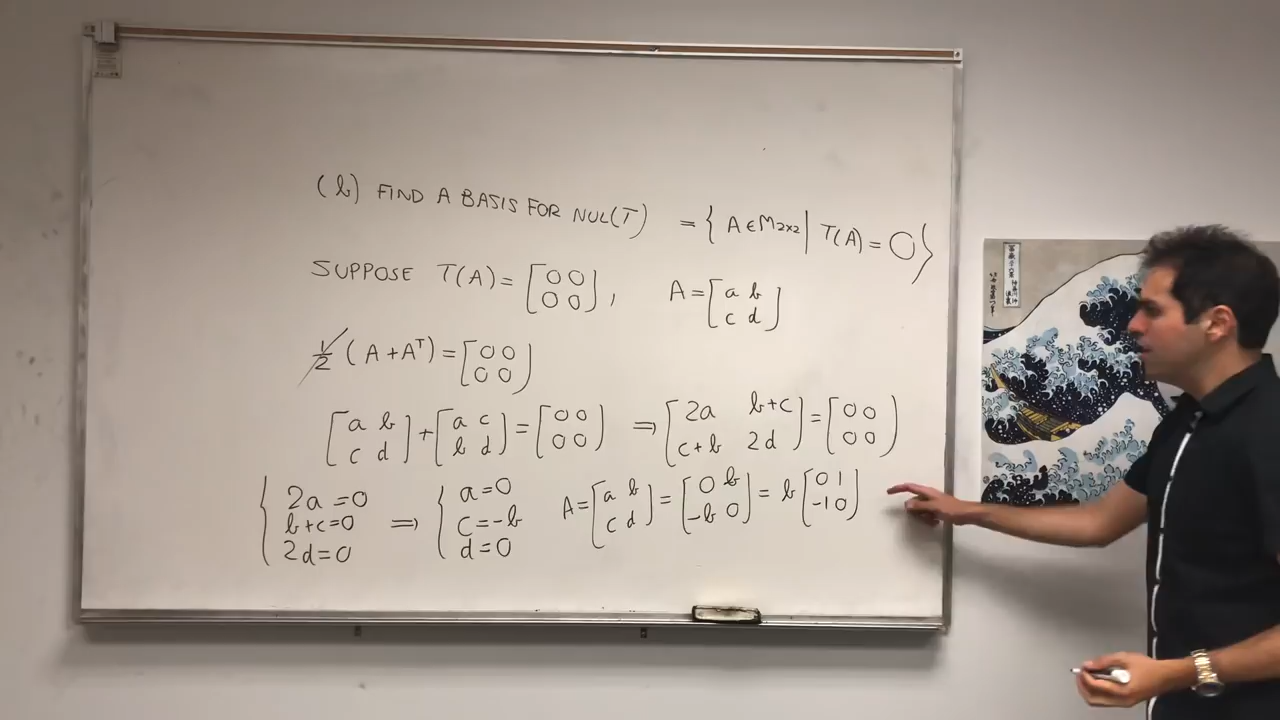 (b) FIND A BASIS FOR NUL(T) = { A ∈ M2x2 | T(A) = O }
SUPPOSE T(A) = [0 0; 0 0], A = [a b; c d]
1/2 (A + A^T) = [0 0; 0 0]
[a b; c d] + [a c; b d] = [0 0; 0 0] ⇒ [2a b+c; c+b 2d] = [0 0; 0 0]
{ 2a = 0; b+c = 0; 2d = 0 ⇒ { a = 0; c = -b; d = 0 A = [a b; c d] = [0 b; -b 0] = b [0 1; -1 0]